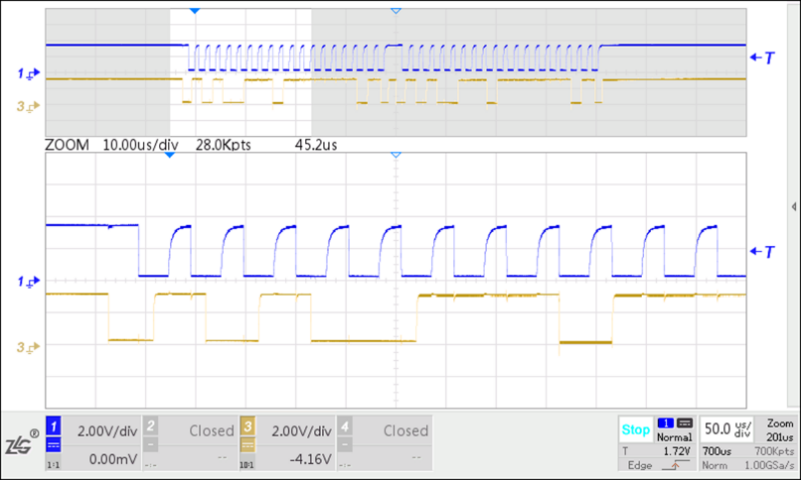 T
1
3
ZOOM 10.00us/div 28.0Kpts 45.2us
T
1
3
ZLG®
1 2.00V/div 0.00mV 1:1
2 Closed -- -:-
3 2.00V/div -4.16V 10:1
4 Closed -- -:-
Stop 1 Normal
T 1.72V
Edge
50.0 us/div
700us
Norm
Zoom
201us
700Kpts
1.00GSa/s